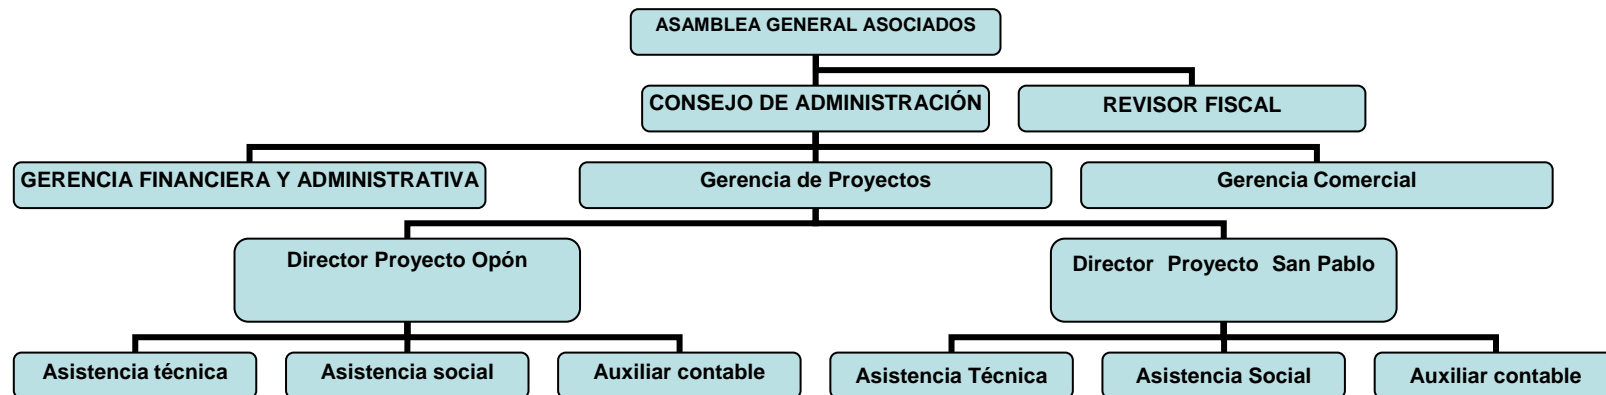 ASAMBLEA GENERAL ASOCIADOS
CONSEJO DE ADMINISTRACIÓN
REVISOR FISCAL
GERENCIA FINANCIERA Y ADMINISTRATIVA
Gerencia de Proyectos
Gerencia Comercial
Director Proyecto Opón
Director Proyecto San Pablo
Asistencia técnica
Asistencia social
Auxiliar contable
Asistencia Técnica
Asistencia Social
Auxiliar contable